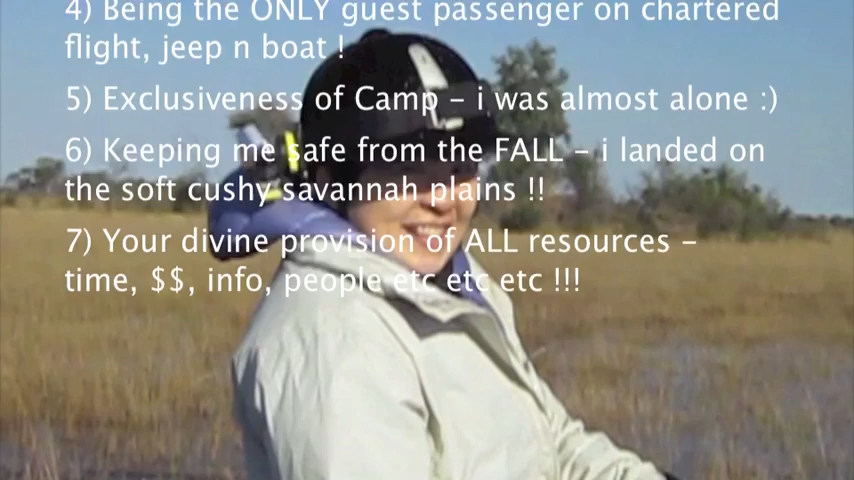 4) Being the ONLY guest passenger on chartered
flight, jeep n boat !
5) Exclusiveness of Camp – i was almost alone :)
6) Keeping me safe from the FALL – i landed on
the soft cushy savannah plains !!
7) Your divine provision of ALL resources –
time, $$, info, people etc etc etc !!!